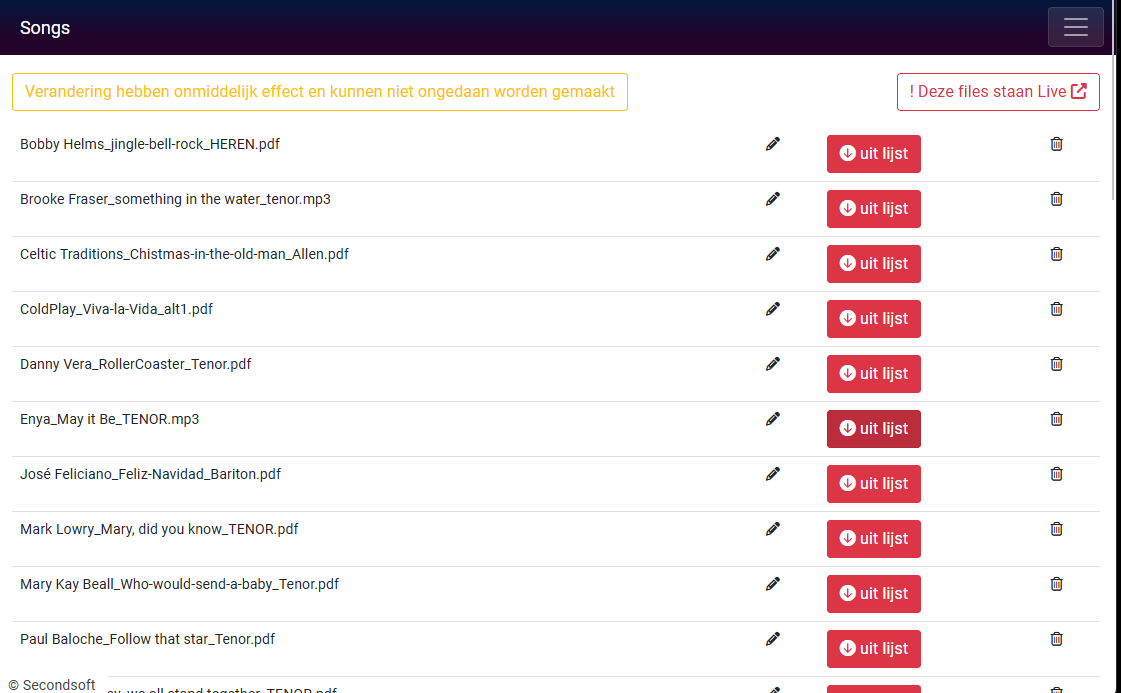 Songs
Verandering hebben onmiddelijk effect en kunnen niet ongedaan worden gemaakt
! Deze files staan Live
Bobby Helms_jingle-bell-rock_HEREN.pdf
uit lijst
Brooke Fraser_something in the water_tenor.mp3
uit lijst
Celtic Traditions_Chistmas-in-the-old-man_Allen.pdf
uit lijst
ColdPlay_Viva-la-Vida_alt1.pdf
uit lijst
Danny Vera_RollerCoaster_Tenor.pdf
uit lijst
Enya_May it Be_TENOR.mp3
uit lijst
José Feliciano_Feliz-Navidad_Bariton.pdf
uit lijst
Mark Lowry_Mary, did you know_TENOR.pdf
uit lijst
Mary Kay Beall_Who-would-send-a-baby_Tenor.pdf
uit lijst
Paul Baloche_Follow that star_Tenor.pdf
uit lijst
we all stand together_TENOR.pdf
© Secondsoft